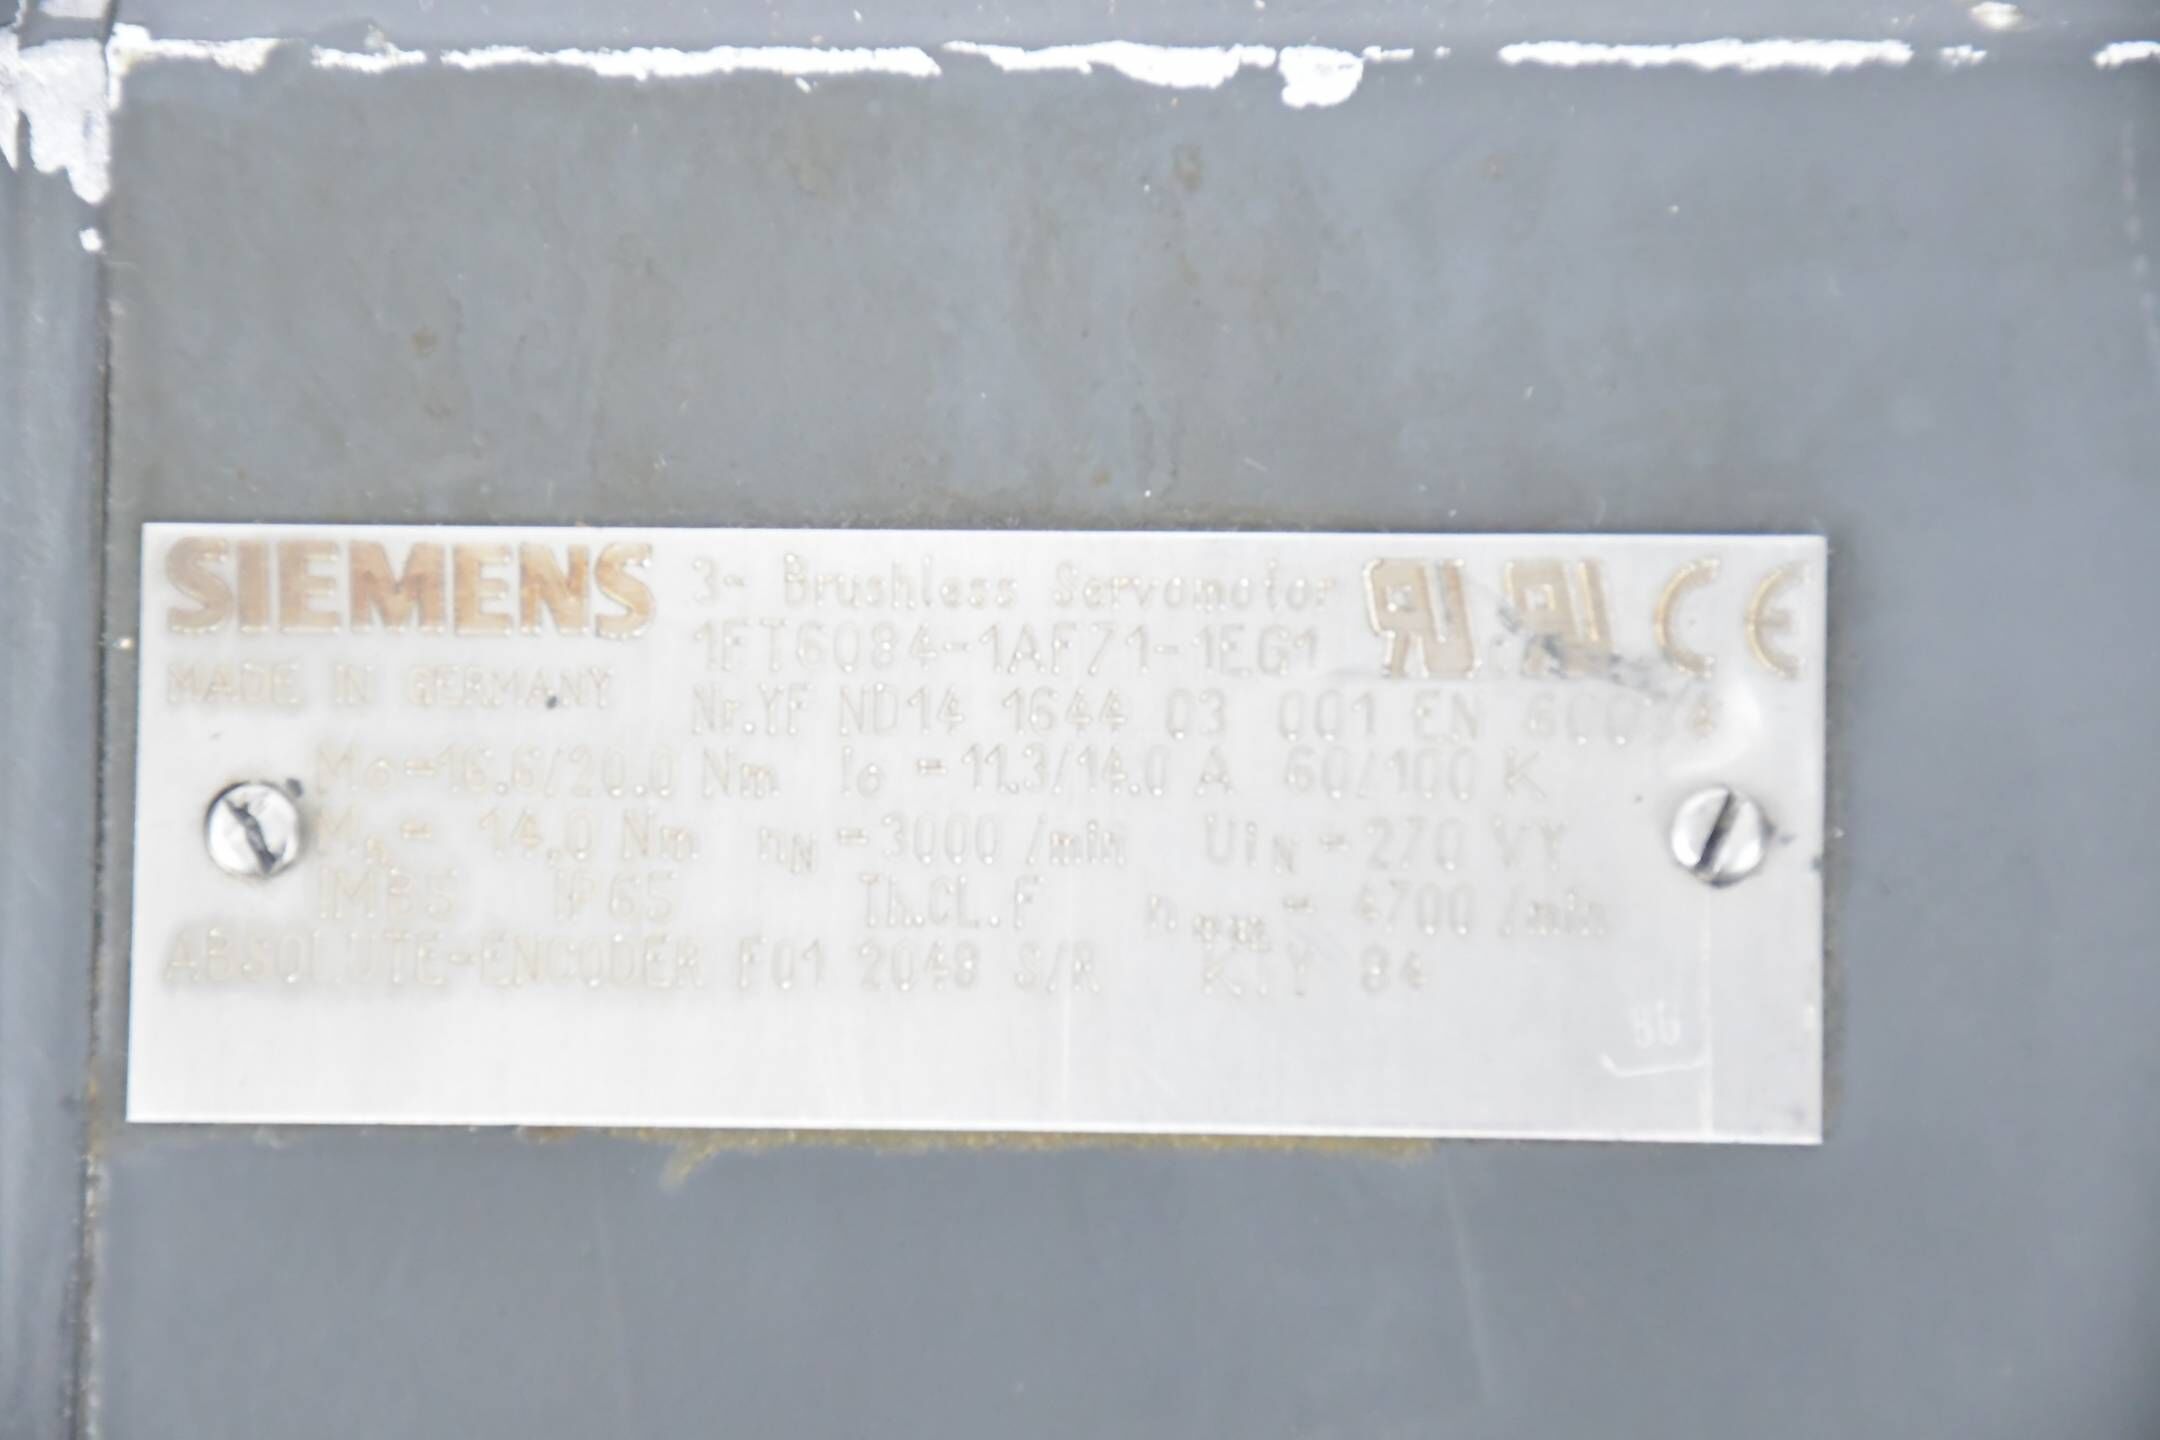 SIEMENS 3~ Brushless Servomotor
1FT6084-1AF71-1EG1
MADE IN GERMANY
Nr.YF ND14 1644 03 001 EN 60034
Mo=16.6/20.0 Nm Io =11.3/14.0 A 60/100 K
MN= 14.0 Nm nN =3000 /min UiN =270 VY
IMB5 IP65 Th.CL.F nmax= 4700 /min
ABSOLUTE-ENCODER F01 2048 S/R KTY 84